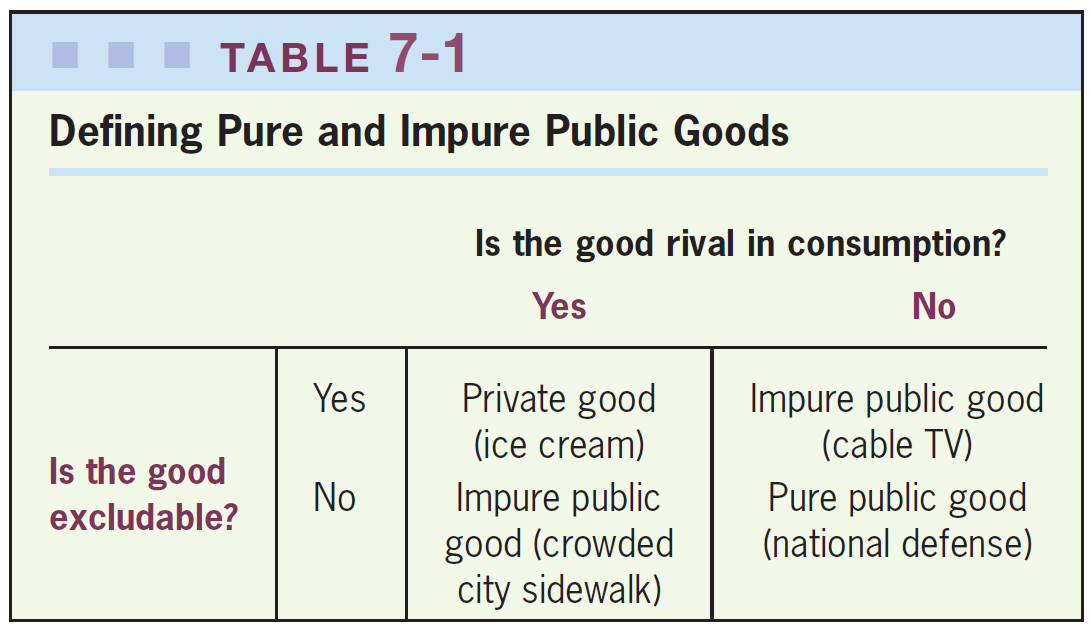 TABLE 7-1
Defining Pure and Impure Public Goods
Is the good rival in consumption?
Yes No
Is the good
excludable?
Yes
Private good
(ice cream)
Impure public good
(cable TV)
No
Impure public
good (crowded
city sidewalk)
Pure public good
(national defense)